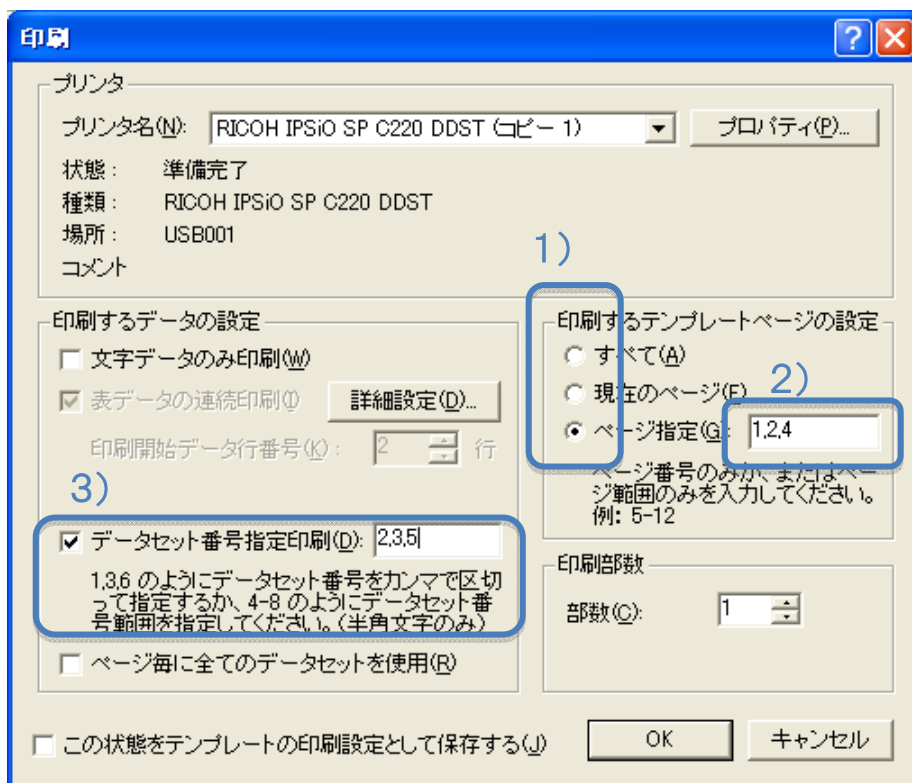 印刷
プリンタ
プリンタ名(N): RICOH IPSiO SP C220 DDST (コピー 1) プロパティ(P)...
状態: 準備完了
種類: RICOH IPSiO SP C220 DDST
場所: USB001
コメント
1)
印刷するデータの設定
文字データのみ印刷(W)
表データの連続印刷(I) 詳細設定(D)...
印刷開始データ行番号(K): 2 行
3)
データセット番号指定印刷(D): 2,3,5
1,3,6 のようにデータセット番号をカンマで区切
って指定するか、4-8 のようにデータセット番
号範囲を指定してください。(半角文字のみ)
ページ毎に全てのデータセットを使用(R)
印刷するテンプレートページの設定
すべて(A)
2)
現在のページ(E)
ページ指定(G): 1,2,4
ページ番号のみか、またはペー
ジ範囲のみを入力してください。
例: 5-12
印刷部数
部数(C): 1
この状態をテンプレートの印刷設定として保存する(J)
OK キャンセル